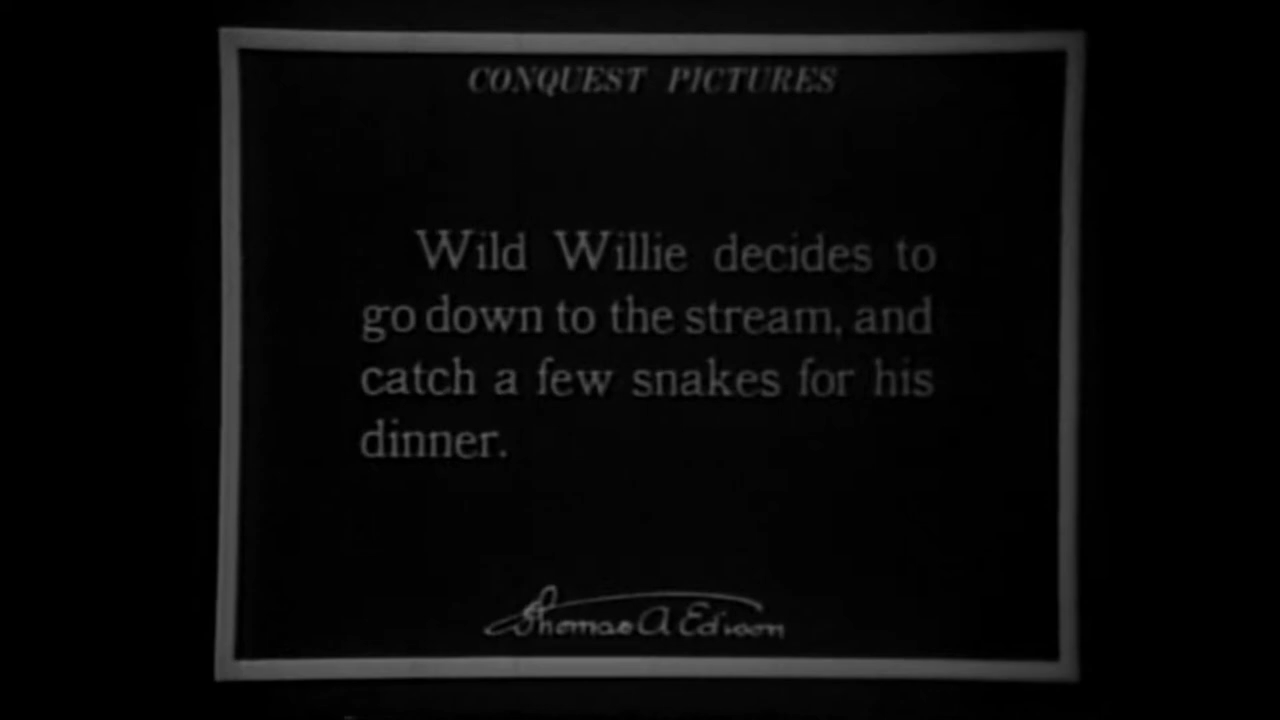 CONQUEST PICTURES
Wild Willie decides to
go down to the stream, and
catch a few snakes for his
dinner.
Thomas A Edison